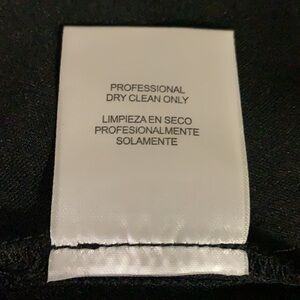 PROFESSIONAL
DRY CLEAN ONLY
LIMPIEZA EN SECO
PROFESIONALMENTE
SOLAMENTE